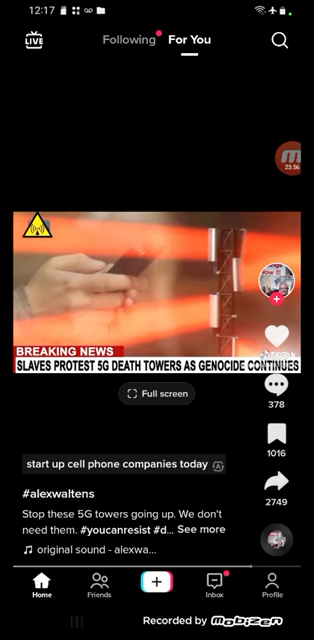 12:17
LIVE
Following
For You
23:56
BREAKING NEWS
SLAVES PROTEST 5G DEATH TOWERS AS GENOCIDE CONTINUES
Full screen
378
start up cell phone companies today
1016
#alexwaltens
2749
Stop these 5G towers going up. We don't
need them. #youcanresist #d... See more
original sound - alexwa...
Home
Friends
Inbox
Profile
Recorded by mobizen